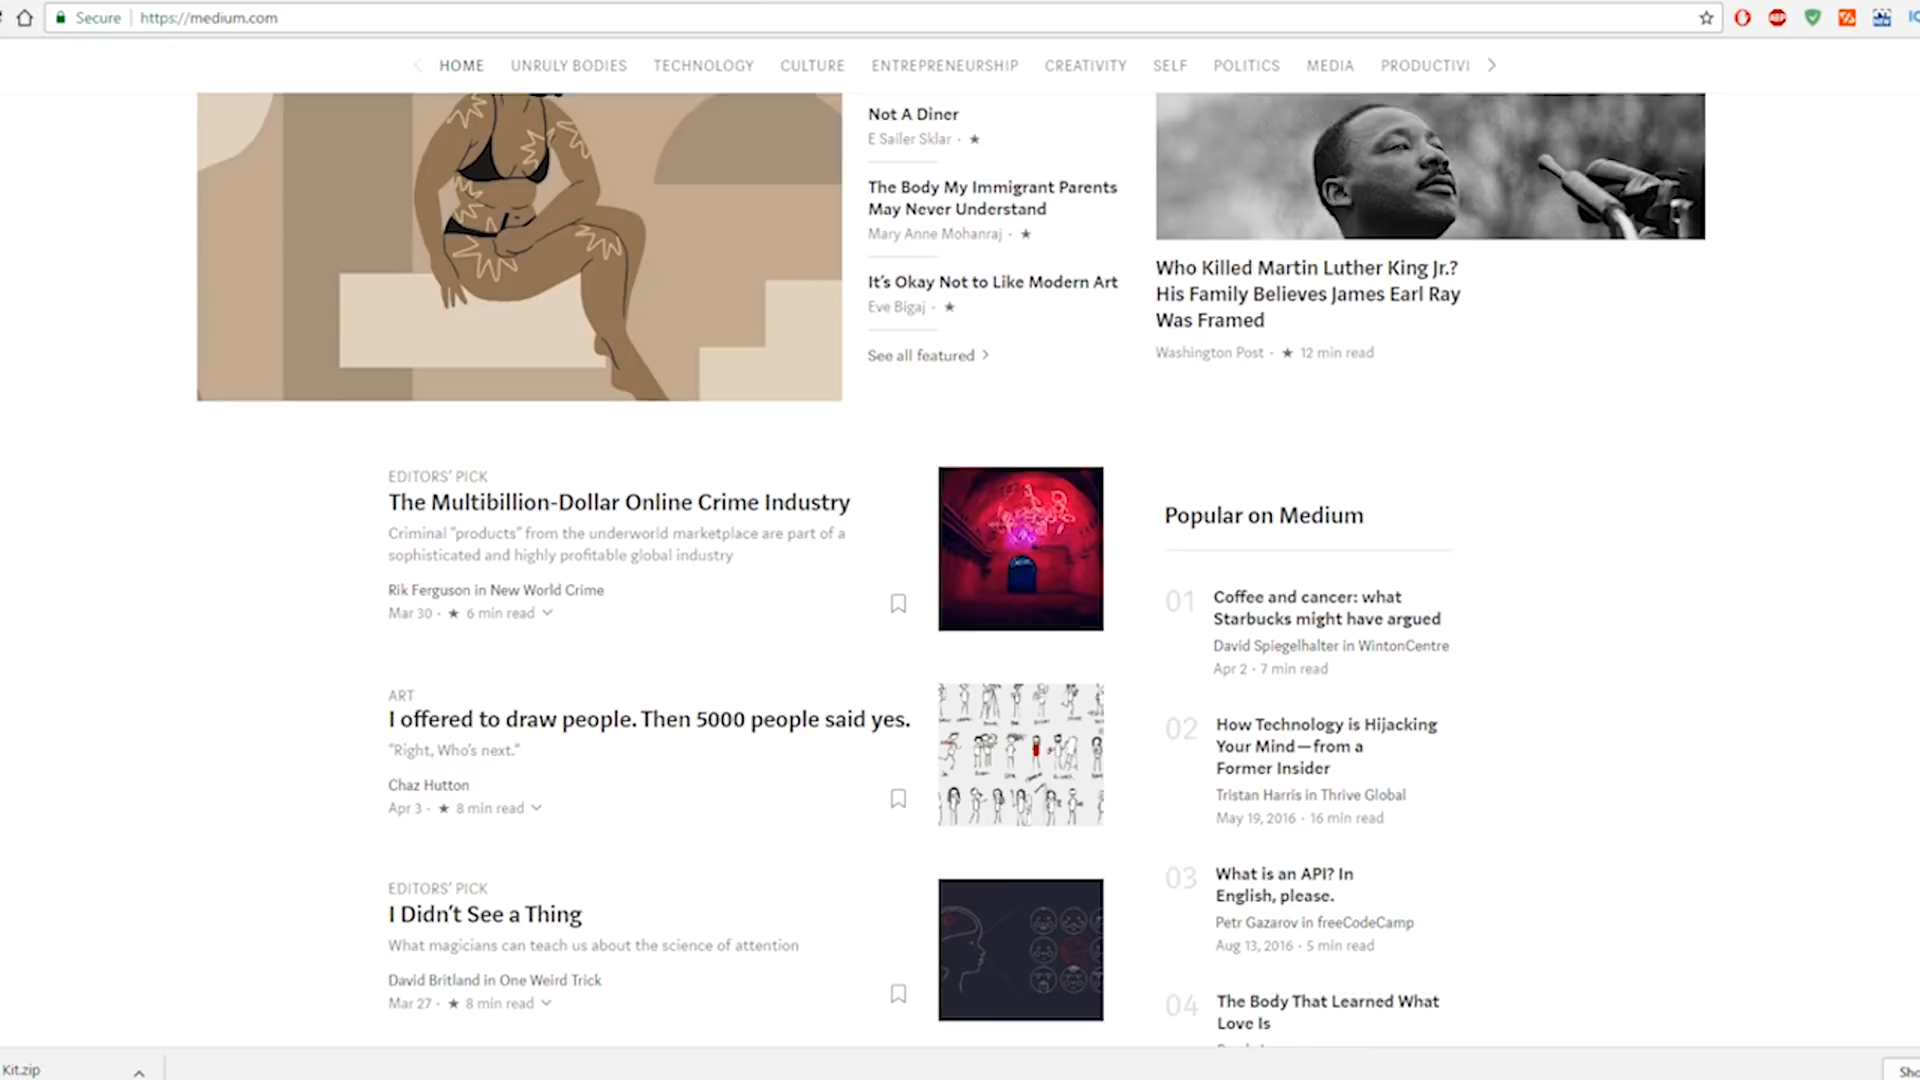 Secure
https://medium.com
HOME
UNRULY BODIES
TECHNOLOGY
CULTURE
ENTREPRENEURSHIP
CREATIVITY
SELF
POLITICS
MEDIA
PRODUCTIVI
Not A Diner
E Sailer Sklar · ★
The Body My Immigrant Parents
May Never Understand
Mary Anne Mohanraj · ★
It's Okay Not to Like Modern Art
Eve Bigaj · ★
See all featured
Who Killed Martin Luther King Jr.?
His Family Believes James Earl Ray
Was Framed
Washington Post · ★ 12 min read
EDITORS' PICK
The Multibillion-Dollar Online Crime Industry
Criminal "products" from the underworld marketplace are part of a
sophisticated and highly profitable global industry
Rik Ferguson in New World Crime
Mar 30 · ★ 6 min read
ART
I offered to draw people. Then 5000 people said yes.
"Right, Who's next."
Chaz Hutton
Apr 3 · ★ 8 min read
EDITORS' PICK
I Didn't See a Thing
What magicians can teach us about the science of attention
David Britland in One Weird Trick
Mar 27 · ★ 8 min read
Popular on Medium
01
Coffee and cancer: what
Starbucks might have argued
David Spiegelhalter in WintonCentre
Apr 2 · 7 min read
02
How Technology is Hijacking
Your Mind — from a
Former Insider
Tristan Harris in Thrive Global
May 19, 2016 · 16 min read
03
What is an API? In
English, please.
Petr Gazarov in freeCodeCamp
Aug 13, 2016 · 5 min read
04
The Body That Learned What
Love Is
Kit.zip
Sho